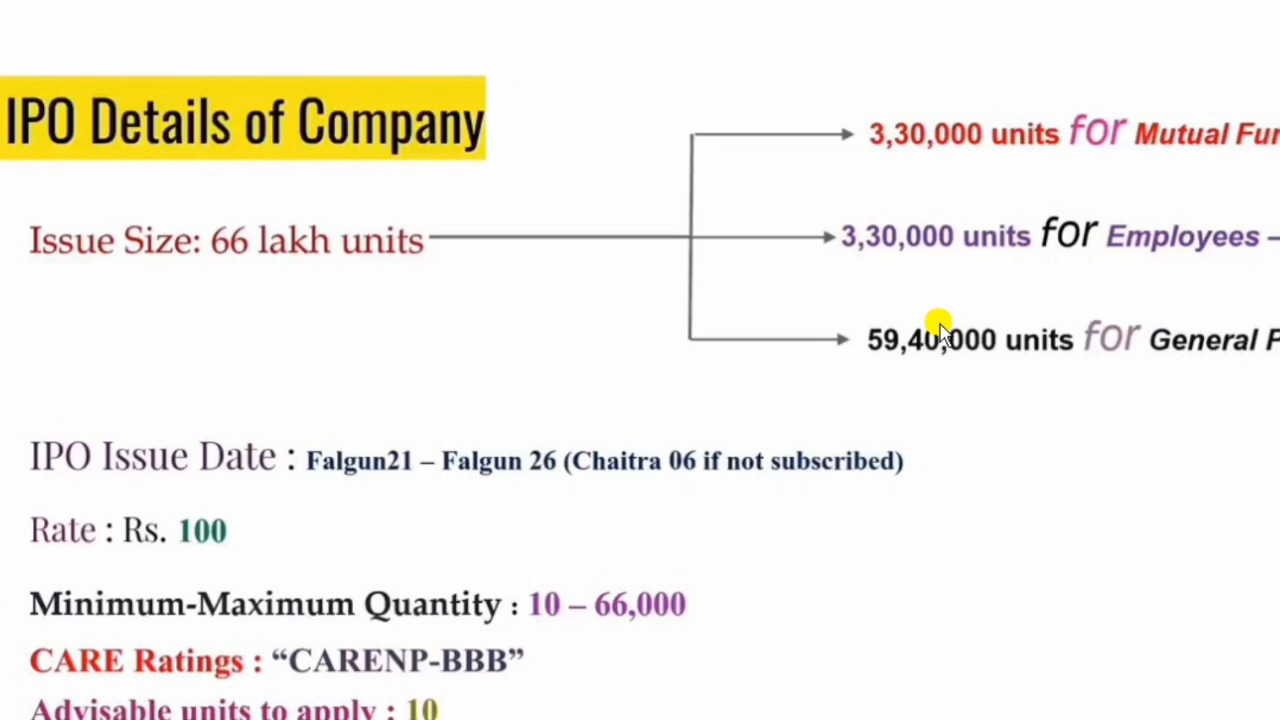 IPO Details of Company
3,30,000 units for Mutual
Issue Size: 66 lakh units
3,30,000 units for Employees –
59,40,000 units for General
IPO Issue Date : Falgun21 – Falgun 26 (Chaitra 06 if not subscribed)
Rate : Rs. 100
Minimum-Maximum Quantity : 10 – 66,000
CARE Ratings : “CARENP-BBB”
Advisable units to apply : 10